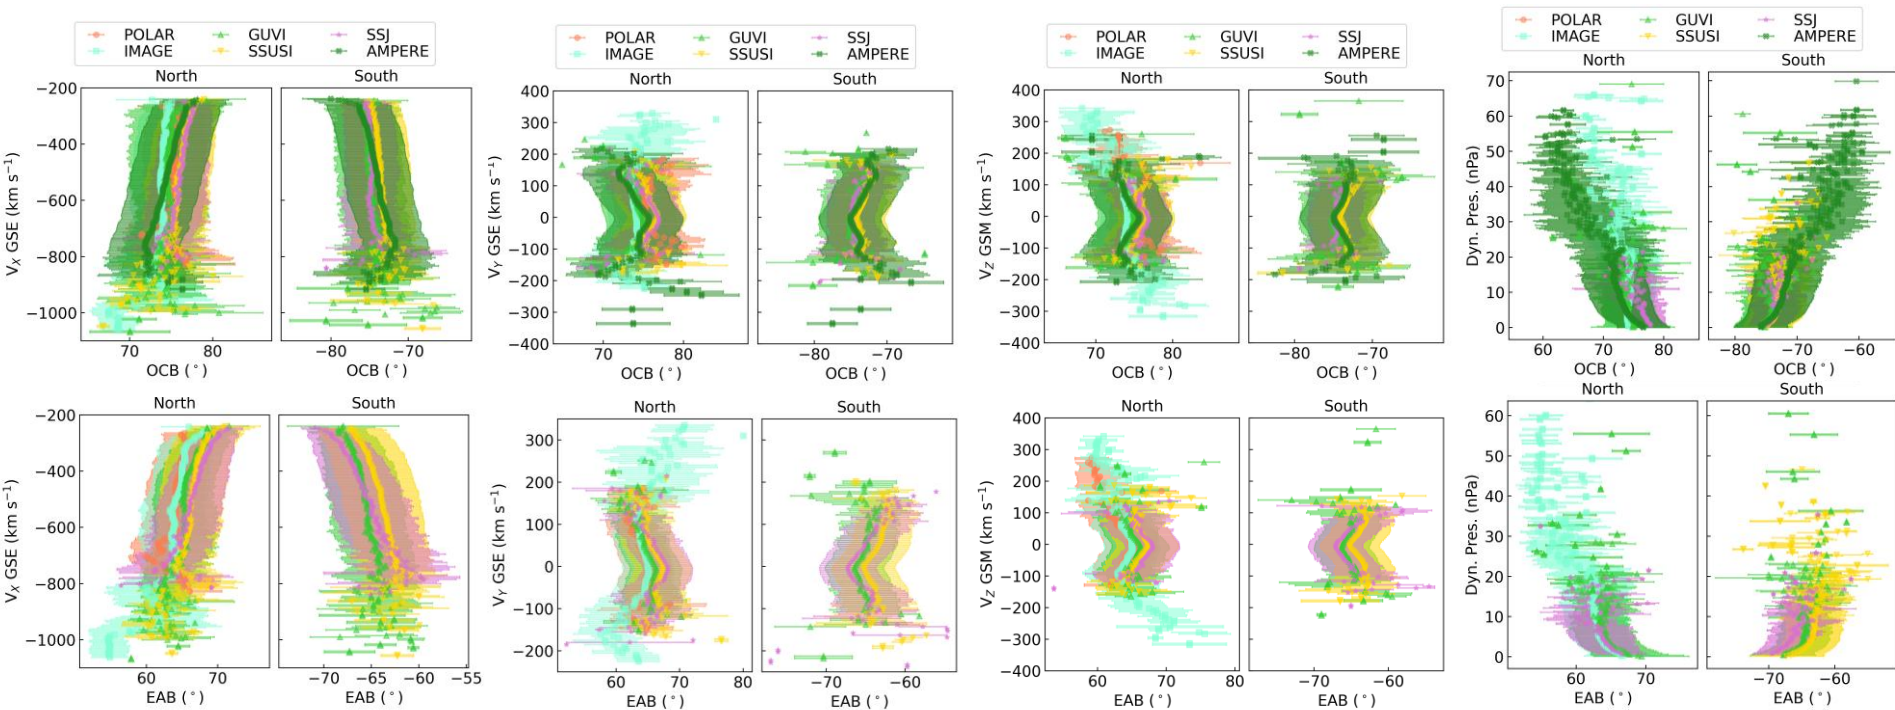 POLAR GUVI SSJ
IMAGE SSUSI AMPERE
North South
−200
−400
−600
−800
−1000
V_X GSE (km s⁻¹)
70 80 −80 −70
OCB (°) OCB (°)
POLAR GUVI SSJ
IMAGE SSUSI AMPERE
North South
400
300
200
100
0
−100
−200
−300
−400
V_Y GSE (km s⁻¹)
70 80 −80 −70
OCB (°) OCB (°)
POLAR GUVI SSJ
IMAGE SSUSI AMPERE
North South
400
300
200
100
0
−100
−200
−300
−400
V_Z GSM (km s⁻¹)
70 80 −80 −70
OCB (°) OCB (°)
POLAR GUVI SSJ
IMAGE SSUSI AMPERE
North South
70
60
50
40
30
20
10
0
Dyn. Pres. (nPa)
60 70 80 −80 −70 −60
OCB (°) OCB (°)
North South
−200
−400
−600
−800
−1000
V_X GSE (km s⁻¹)
60 70 −70 −65 −60 −55
EAB (°) EAB (°)
North South
300
200
100
0
−100
−200
V_Y GSE (km s⁻¹)
60 70 80 −70 −60
EAB (°) EAB (°)
North South
400
300
200
100
0
−100
−200
−300
−400
V_Z GSM (km s⁻¹)
60 70 80 −70 −60
EAB (°) EAB (°)
North South
60
50
40
30
20
10
0
Dyn. Pres. (nPa)
60 70 −70 −60
EAB (°) EAB (°)